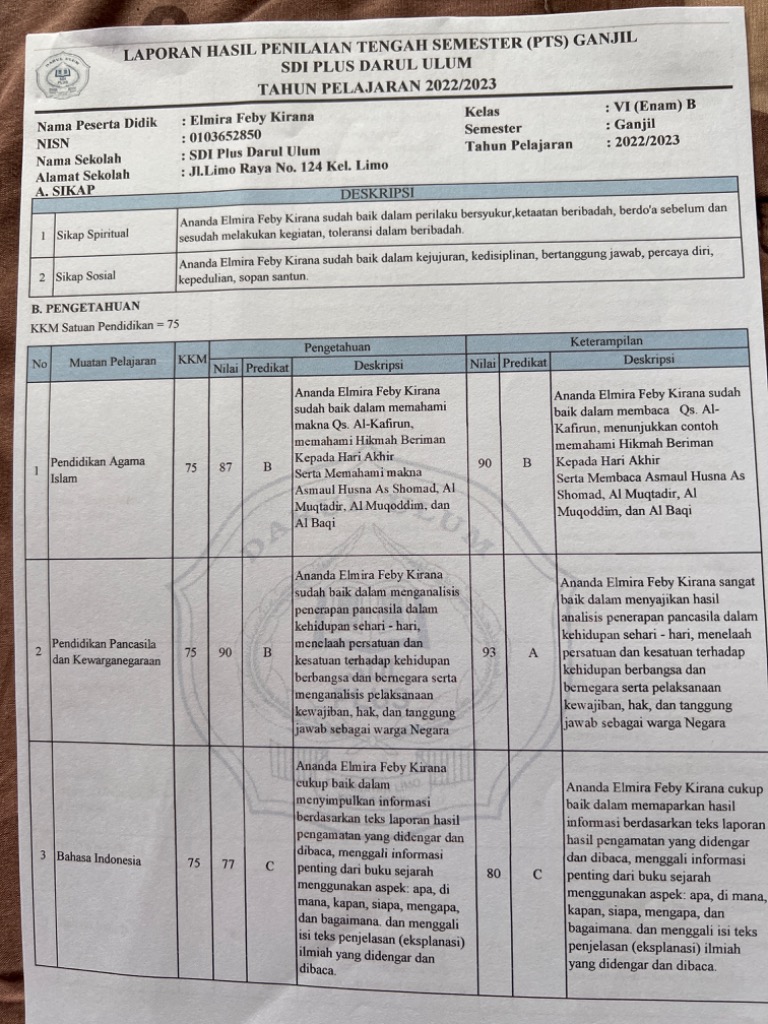 LAPORAN HASIL PENILAIAN TENGAH SEMESTER (PTS) GANJIL
SDI PLUS DARUL ULUM
TAHUN PELAJARAN 2022/2023
Nama Peserta Didik : Elmira Feby Kirana
NISN : 0103652850
Nama Sekolah : SDI Plus Darul Ulum
Alamat Sekolah : Jl.Limo Raya No. 124 Kel. Limo
Kelas : VI (Enam) B
Semester : Ganjil
Tahun Pelajaran : 2022/2023
A. SIKAP
DESKRIPSI
1 Sikap Spiritual
Ananda Elmira Feby Kirana sudah baik dalam perilaku bersyukur,ketaatan beribadah, berdo'a sebelum dan
sesudah melakukan kegiatan, toleransi dalam beribadah.
2 Sikap Sosial
Ananda Elmira Feby Kirana sudah baik dalam kejujuran, kedisiplinan, bertanggung jawab, percaya diri,
kepedulian, sopan santun.
B. PENGETAHUAN
KKM Satuan Pendidikan = 75
No Muatan Pelajaran KKM Pengetahuan Keterampilan
Nilai Predikat Deskripsi Nilai Predikat Deskripsi
1
Pendidikan Agama
Islam
75 87 B
Ananda Elmira Feby Kirana
sudah baik dalam memahami
makna Qs. Al-Kafirun,
memahami Hikmah Beriman
Kepada Hari Akhir
Serta Memahami makna
Asmaul Husna As Shomad, Al
Muqtadir, Al Muqoddim, dan
Al Baqi
90 B
Ananda Elmira Feby Kirana sudah
baik dalam membaca Qs. Al-
Kafirun, menunjukkan contoh
memahami Hikmah Beriman
Kepada Hari Akhir
Serta Membaca Asmaul Husna As
Shomad, Al Muqtadir, Al
Muqoddim, dan Al Baqi
2
Pendidikan Pancasila
dan Kewarganegaraan
75 90 B
Ananda Elmira Feby Kirana
sudah baik dalam menganalisis
penerapan pancasila dalam
kehidupan sehari - hari,
menelaah persatuan dan
kesatuan terhadap kehidupan
berbangsa dan bernegara serta
menganalisis pelaksanaan
kewajiban, hak, dan tanggung
jawab sebagai warga Negara
93 A
Ananda Elmira Feby Kirana sangat
baik dalam menyajikan hasil
analisis penerapan pancasila dalam
kehidupan sehari - hari, menelaah
persatuan dan kesatuan terhadap
kehidupan berbangsa dan
bernegara serta pelaksanaan
kewajiban, hak, dan tanggung
jawab sebagai warga Negara
3
Bahasa Indonesia
75 77 C
Ananda Elmira Feby Kirana
cukup baik dalam
menyimpulkan informasi
berdasarkan teks laporan hasil
pengamatan yang didengar dan
dibaca, menggali informasi
penting dari buku sejarah
menggunakan aspek: apa, di
mana, kapan, siapa, mengapa,
dan bagaimana. dan menggali
isi teks penjelasan (eksplanasi)
ilmiah yang didengar dan
dibaca.
80 C
Ananda Elmira Feby Kirana cukup
baik dalam memaparkan hasil
informasi berdasarkan teks laporan
hasil pengamatan yang didengar
dan dibaca, menggali informasi
penting dari buku sejarah
menggunakan aspek: apa, di mana,
kapan, siapa, mengapa, dan
bagaimana. dan menggali isi teks
penjelasan (eksplanasi) ilmiah
yang didengar dan dibaca.